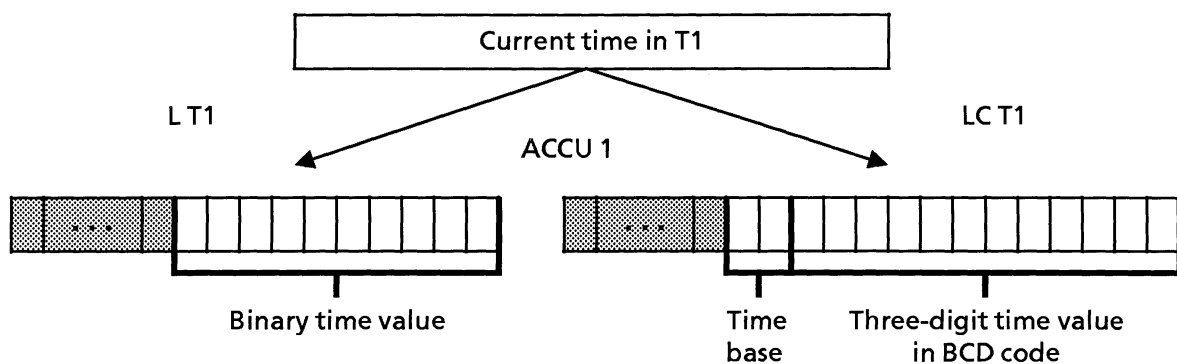 Current time in T1
L T1
LC T1
ACCU 1
...
...
Binary time value
Time
base
Three-digit time value
in BCD code